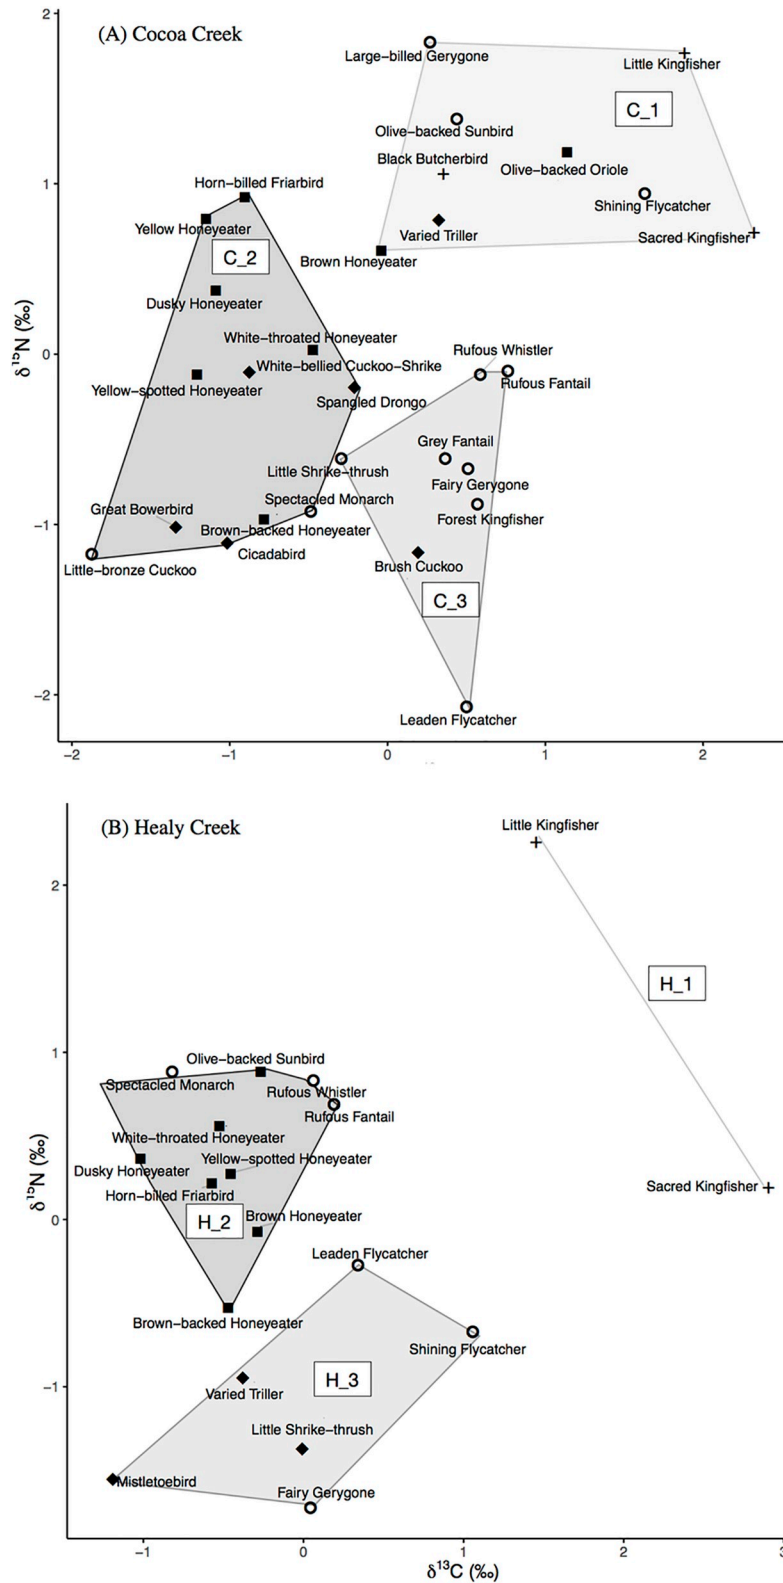 (A) Cocoa Creek
2
1
0
−1
−2
δ¹⁵N (‰)
Large−billed Gerygone
Little Kingfisher
C_1
Olive−backed Sunbird
Black Butcherbird
Olive−backed Oriole
Shining Flycatcher
Varied Triller
Sacred Kingfisher
Brown Honeyeater
Horn−billed Friarbird
Yellow Honeyeater
C_2
Dusky Honeyeater
White−throated Honeyeater
White−bellied Cuckoo−Shrike
Yellow−spotted Honeyeater
Spangled Drongo
Rufous Whistler
Rufous Fantail
Grey Fantail
Little Shrike−thrush
Fairy Gerygone
Spectacled Monarch
Forest Kingfisher
Great Bowerbird
Brown−backed Honeyeater
Cicadabird
Little−bronze Cuckoo
Brush Cuckoo
C_3
Leaden Flycatcher
−2
−1
0
1
2
(B) Healy Creek
2
1
0
−1
δ¹⁵N (‰)
Little Kingfisher
H_1
Sacred Kingfisher
Olive−backed Sunbird
Spectacled Monarch
Rufous Whistler
Rufous Fantail
White−throated Honeyeater
Dusky Honeyeater
Yellow−spotted Honeyeater
Horn−billed Friarbird
H_2
Brown Honeyeater
Leaden Flycatcher
Brown−backed Honeyeater
Shining Flycatcher
H_3
Varied Triller
Little Shrike−thrush
Mistletoebird
Fairy Gerygone
−1
0
1
2
3
δ¹³C (‰)